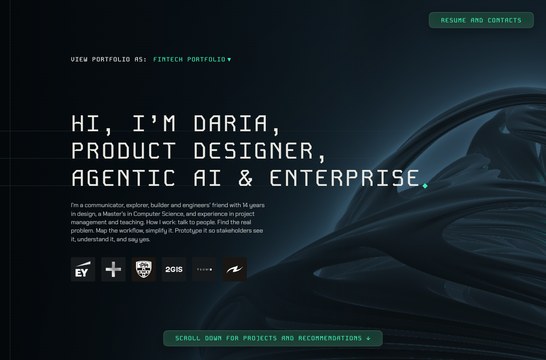 RESUME AND CONTACTS
VIEW PORTFOLIO AS: FINTECH PORTFOLIO ▾
HI, I'M DARIA,
PRODUCT DESIGNER,
AGENTIC AI & ENTERPRISE.
I'm a communicator, explorer, builder and engineers' friend with 14 years
in design, a Master's in Computer Science, and experience in project
management and teaching. How I work: talk to people. Find the real
problem. Map the workflow, simplify it. Prototype it so stakeholders see
it, understand it, and say yes.
EY 2GIS
SCROLL DOWN FOR PROJECTS AND RECOMMENDATIONS ↓